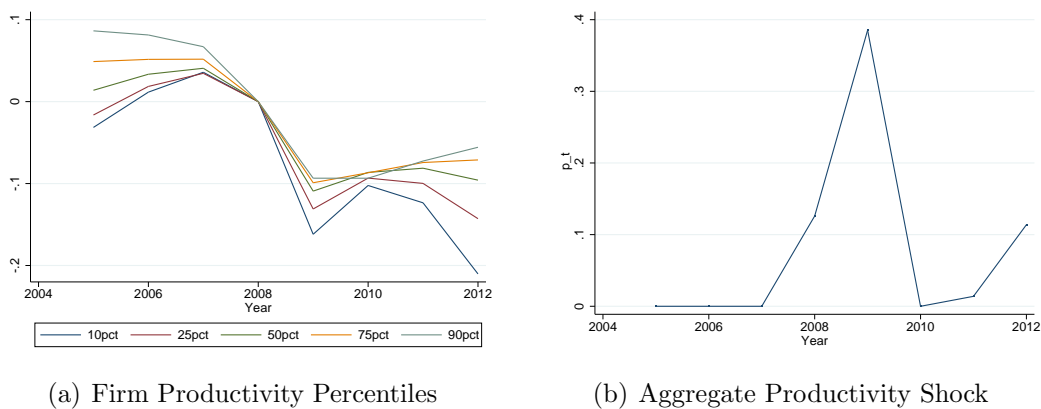 .1
0
-.1
-.2
2004 2006 2008 2010 2012
Year
10pct 25pct 50pct 75pct 90pct
(a) Firm Productivity Percentiles
.4
.3
.2
.1
0
p_t
2004 2006 2008 2010 2012
Year
(b) Aggregate Productivity Shock